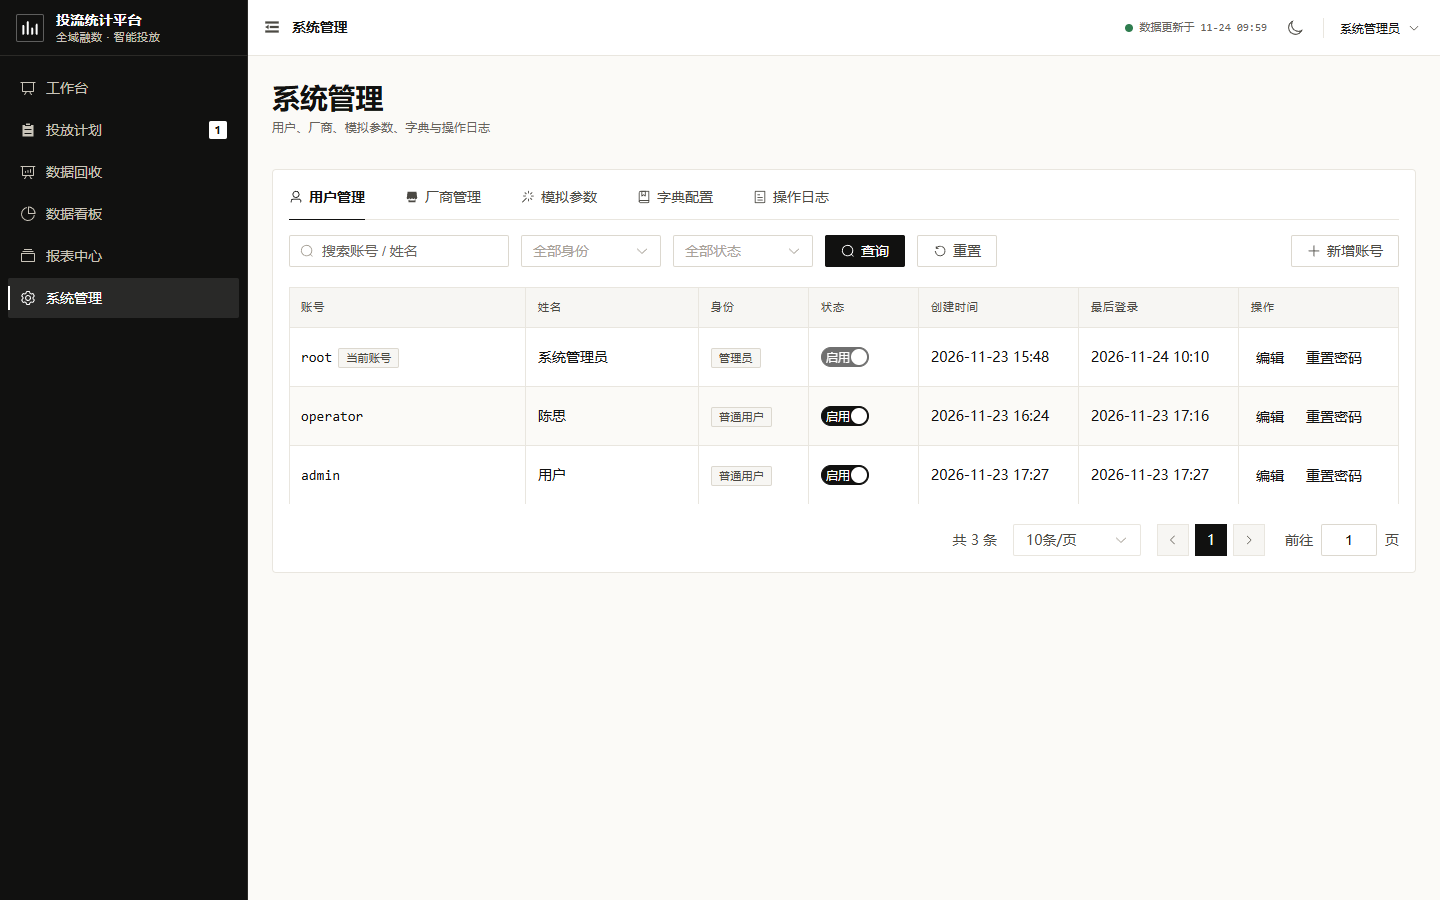 投流统计平台
全域融数 · 智能投放
工作台
投放计划 1
数据回收
数据看板
报表中心
系统管理
系统管理
数据更新于 11-24 09:59
系统管理员
系统管理
用户、厂商、模拟参数、字典与操作日志
用户管理 厂商管理 模拟参数 字典配置 操作日志
搜索账号 / 姓名 全部身份 全部状态 查询 重置 新增账号
账号 姓名 身份 状态 创建时间 最后登录 操作
root 当前账号 系统管理员 管理员 启用 2026-11-23 15:48 2026-11-24 10:10 编辑 重置密码
operator 陈思 普通用户 启用 2026-11-23 16:24 2026-11-23 17:16 编辑 重置密码
admin 用户 普通用户 启用 2026-11-23 17:27 2026-11-23 17:27 编辑 重置密码
共 3 条 10条/页 1 前往 1 页